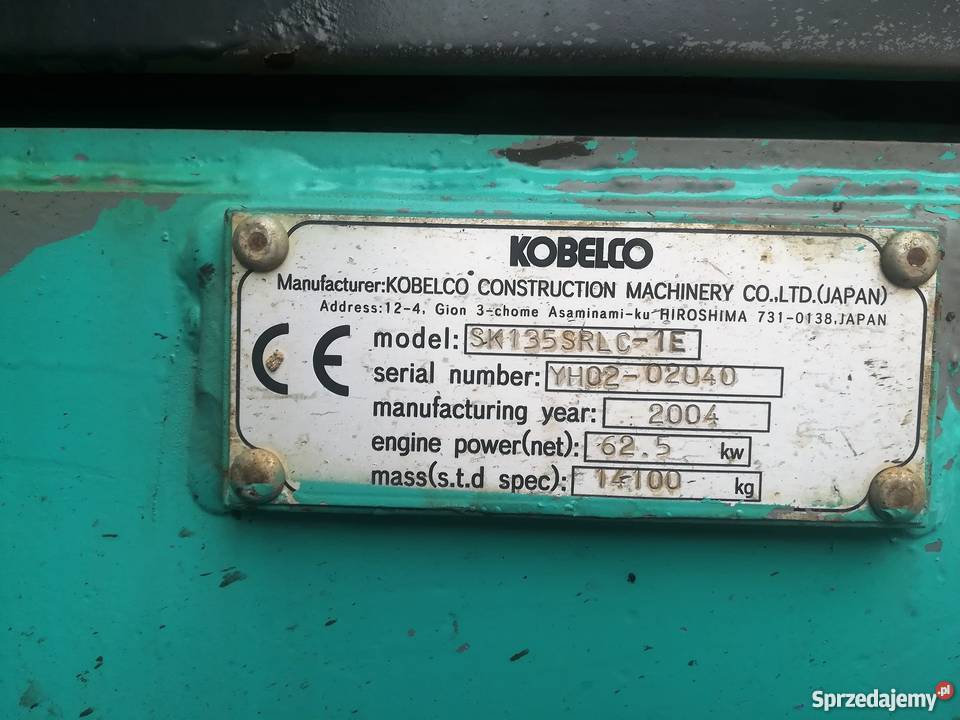 KOBELCO
Manufacturer:KOBELCO CONSTRUCTION MACHINERY CO.,LTD.(JAPAN)
Address:12-4, Gion 3-chome Asaminami-ku HIROSHIMA 731-0138,JAPAN
CE
model: SK135SRLC-1E
serial number: YH02-02040
manufacturing year: 2004
engine power(net): 62.5 kw
mass(s.t.d spec): 14100 kg
Sprzedajemy.pl